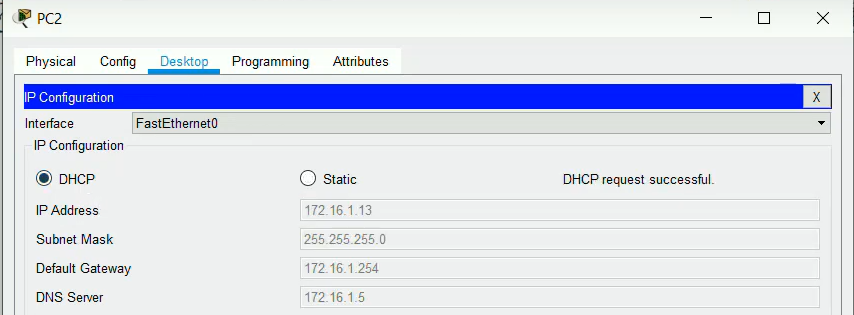 PC2
Physical Config Desktop Programming Attributes
IP Configuration X
Interface FastEthernet0
IP Configuration
DHCP Static DHCP request successful.
IP Address 172.16.1.13
Subnet Mask 255.255.255.0
Default Gateway 172.16.1.254
DNS Server 172.16.1.5